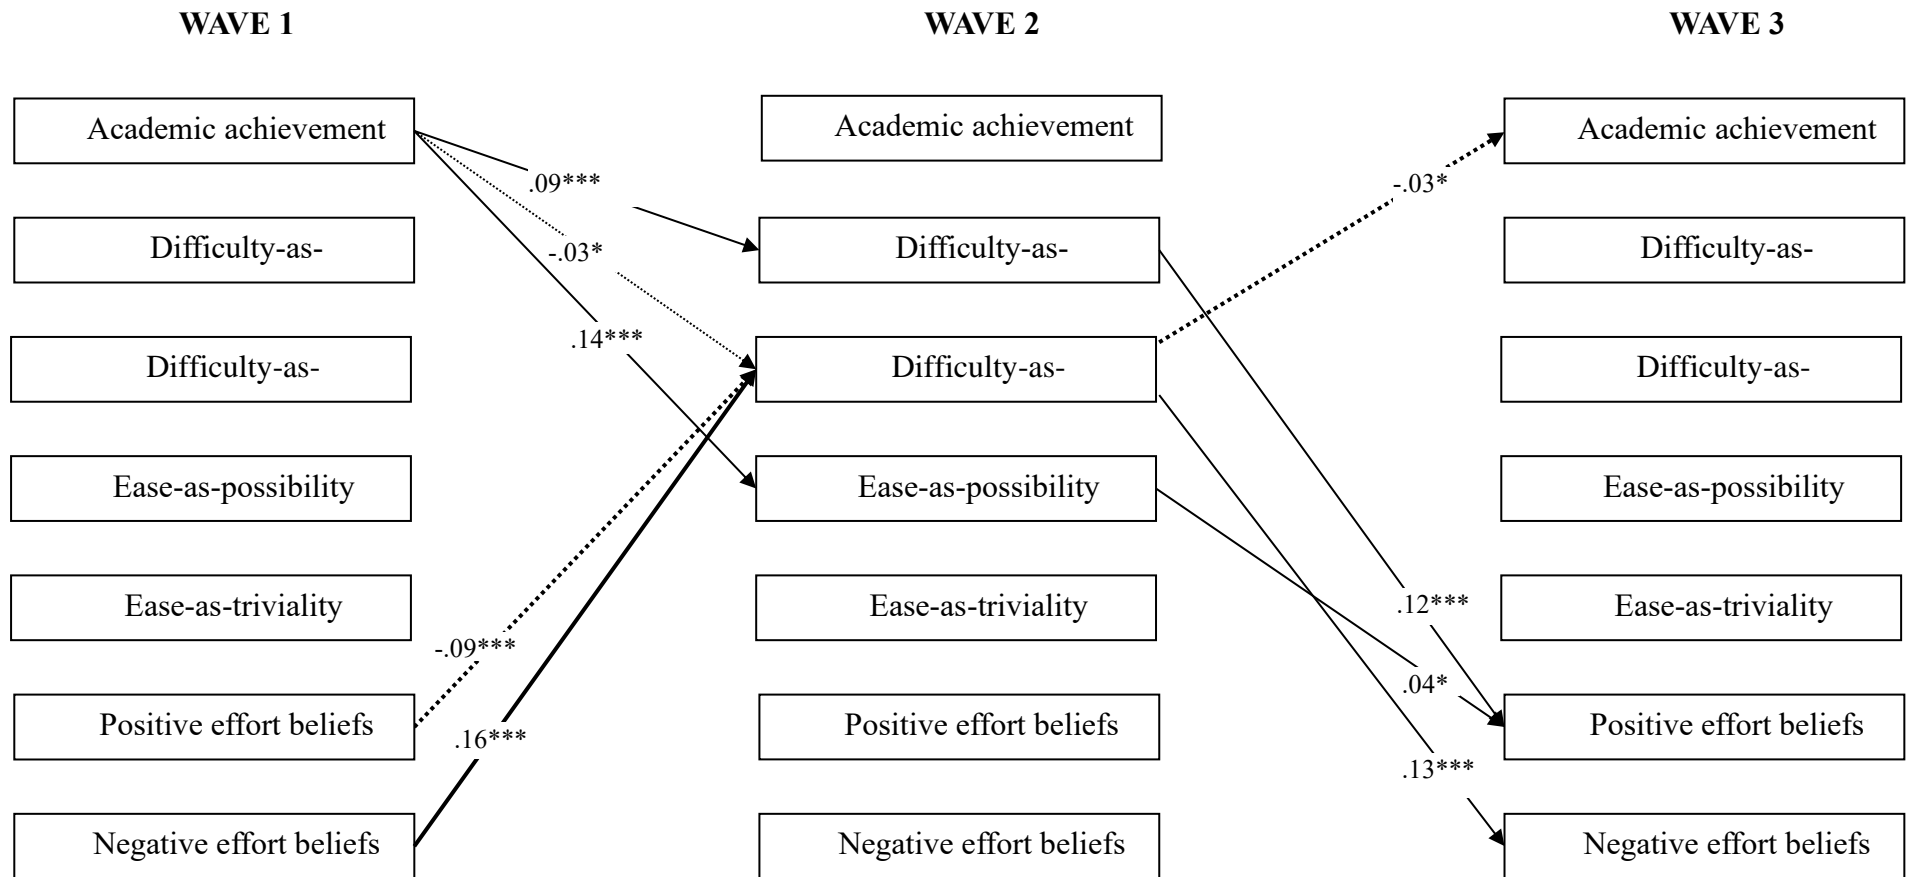 WAVE 1
WAVE 2
WAVE 3
Academic achievement
Academic achievement
Academic achievement
.09***
-.03*
Difficulty-as-
Difficulty-as-
Difficulty-as-
-.03*
.14***
Difficulty-as-
Difficulty-as-
Difficulty-as-
Ease-as-possibility
Ease-as-possibility
Ease-as-possibility
Ease-as-triviality
Ease-as-triviality
.12***
Ease-as-triviality
-.09***
.04*
Positive effort beliefs
Positive effort beliefs
Positive effort beliefs
.16***
.13***
Negative effort beliefs
Negative effort beliefs
Negative effort beliefs